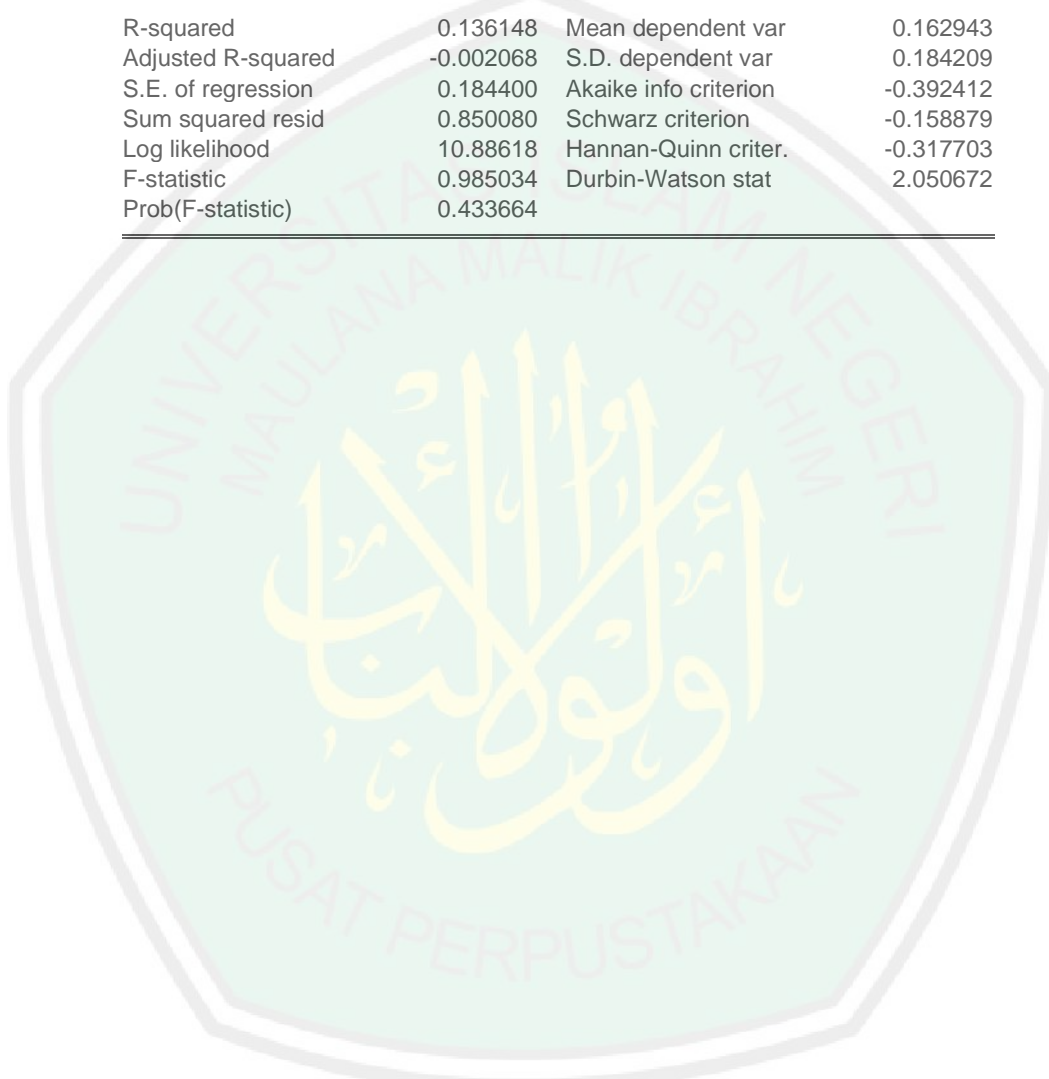 R-squared 0.136148 Mean dependent var 0.162943
Adjusted R-squared -0.002068 S.D. dependent var 0.184209
S.E. of regression 0.184400 Akaike info criterion -0.392412
Sum squared resid 0.850080 Schwarz criterion -0.158879
Log likelihood 10.88618 Hannan-Quinn criter. -0.317703
F-statistic 0.985034 Durbin-Watson stat 2.050672
Prob(F-statistic) 0.433664
UNIVERSITAS ISLAM NEGERI
MAULANA MALIK IBRAHIM
PUSAT PERPUSTAKAAN